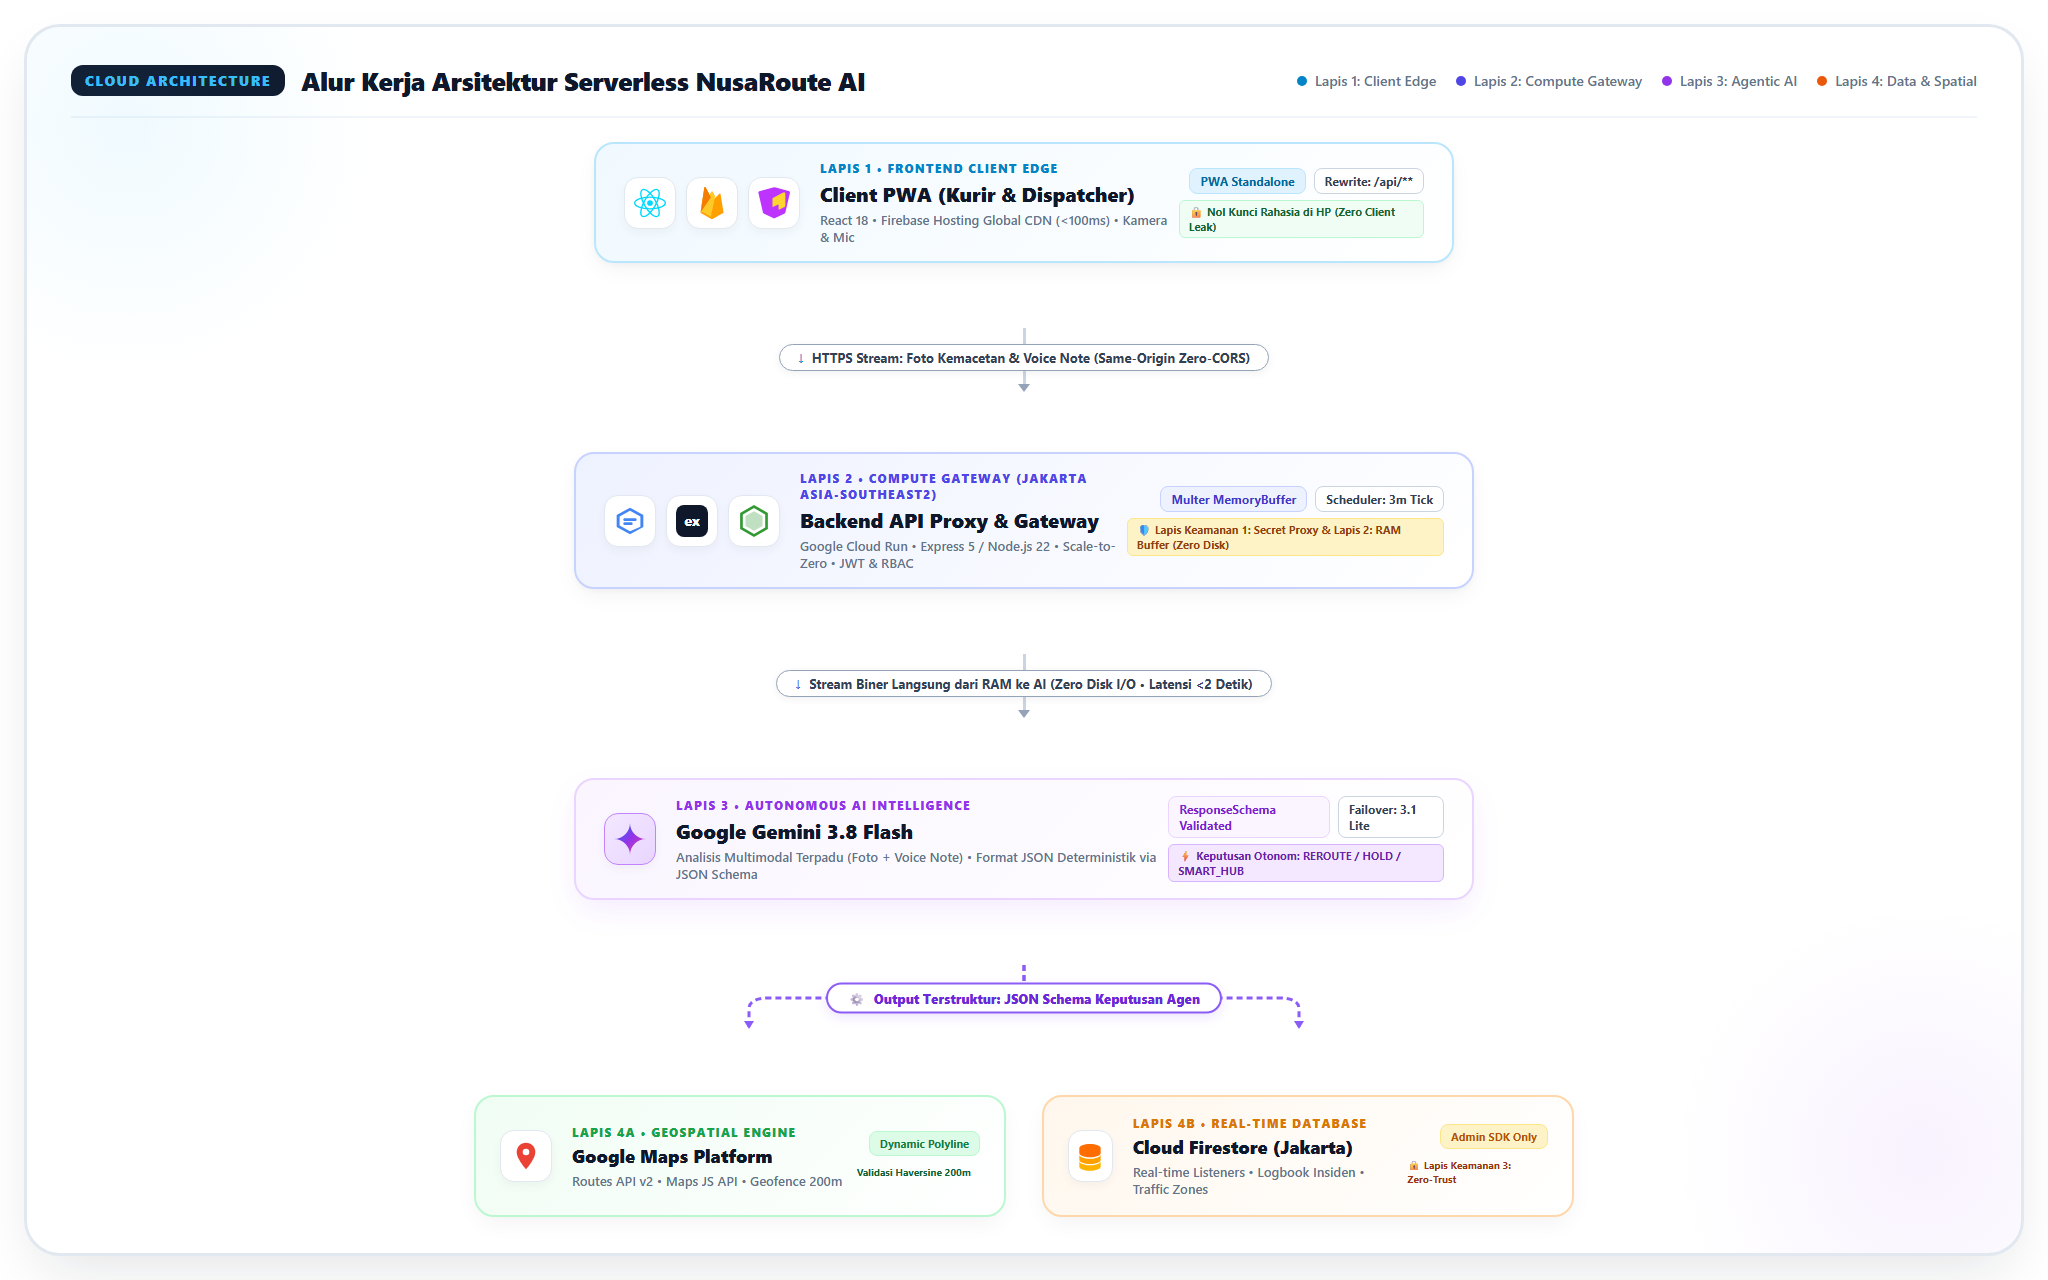 CLOUD ARCHITECTURE
Alur Kerja Arsitektur Serverless NusaRoute AI
Lapis 1: Client Edge
Lapis 2: Compute Gateway
Lapis 3: Agentic AI
Lapis 4: Data & Spatial
LAPIS 1 • FRONTEND CLIENT EDGE
Client PWA (Kurir & Dispatcher)
React 18 • Firebase Hosting Global CDN (<100ms) • Kamera
& Mic
PWA Standalone
Rewrite: /api/**
🔒 Nol Kunci Rahasia di HP (Zero Client
Leak)
↓ HTTPS Stream: Foto Kemacetan & Voice Note (Same-Origin Zero-CORS)
LAPIS 2 • COMPUTE GATEWAY (JAKARTA
ASIA-SOUTHEAST2)
ex
Backend API Proxy & Gateway
Google Cloud Run • Express 5 / Node.js 22 • Scale-to-
Zero • JWT & RBAC
Multer MemoryBuffer
Scheduler: 3m Tick
🛡️ Lapis Keamanan 1: Secret Proxy & Lapis 2: RAM
Buffer (Zero Disk)
↓ Stream Biner Langsung dari RAM ke AI (Zero Disk I/O • Latensi <2 Detik)
LAPIS 3 • AUTONOMOUS AI INTELLIGENCE
Google Gemini 3.8 Flash
Analisis Multimodal Terpadu (Foto + Voice Note) • Format JSON Deterministik via
JSON Schema
ResponseSchema
Validated
Failover: 3.1
Lite
⚡ Keputusan Otonom: REROUTE / HOLD /
SMART_HUB
⚙️ Output Terstruktur: JSON Schema Keputusan Agen
LAPIS 4A • GEOSPATIAL ENGINE
Google Maps Platform
Routes API v2 • Maps JS API • Geofence 200m
Dynamic Polyline
Validasi Haversine 200m
LAPIS 4B • REAL-TIME DATABASE
Cloud Firestore (Jakarta)
Real-time Listeners • Logbook Insiden •
Traffic Zones
Admin SDK Only
🔒 Lapis Keamanan 3:
Zero-Trust